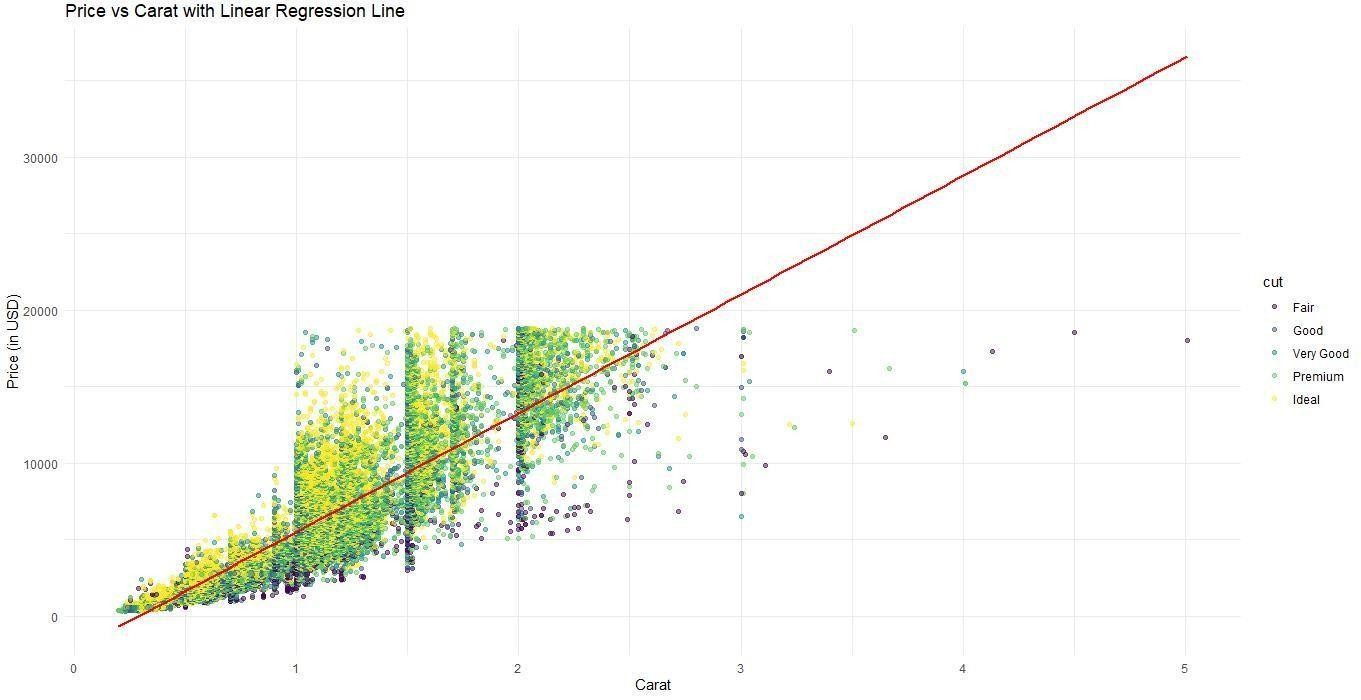 Price vs Carat with Linear Regression Line
Price (in USD)
30000
20000
10000
0
0 1 2 3 4 5
Carat
cut
Fair
Good
Very Good
Premium
Ideal